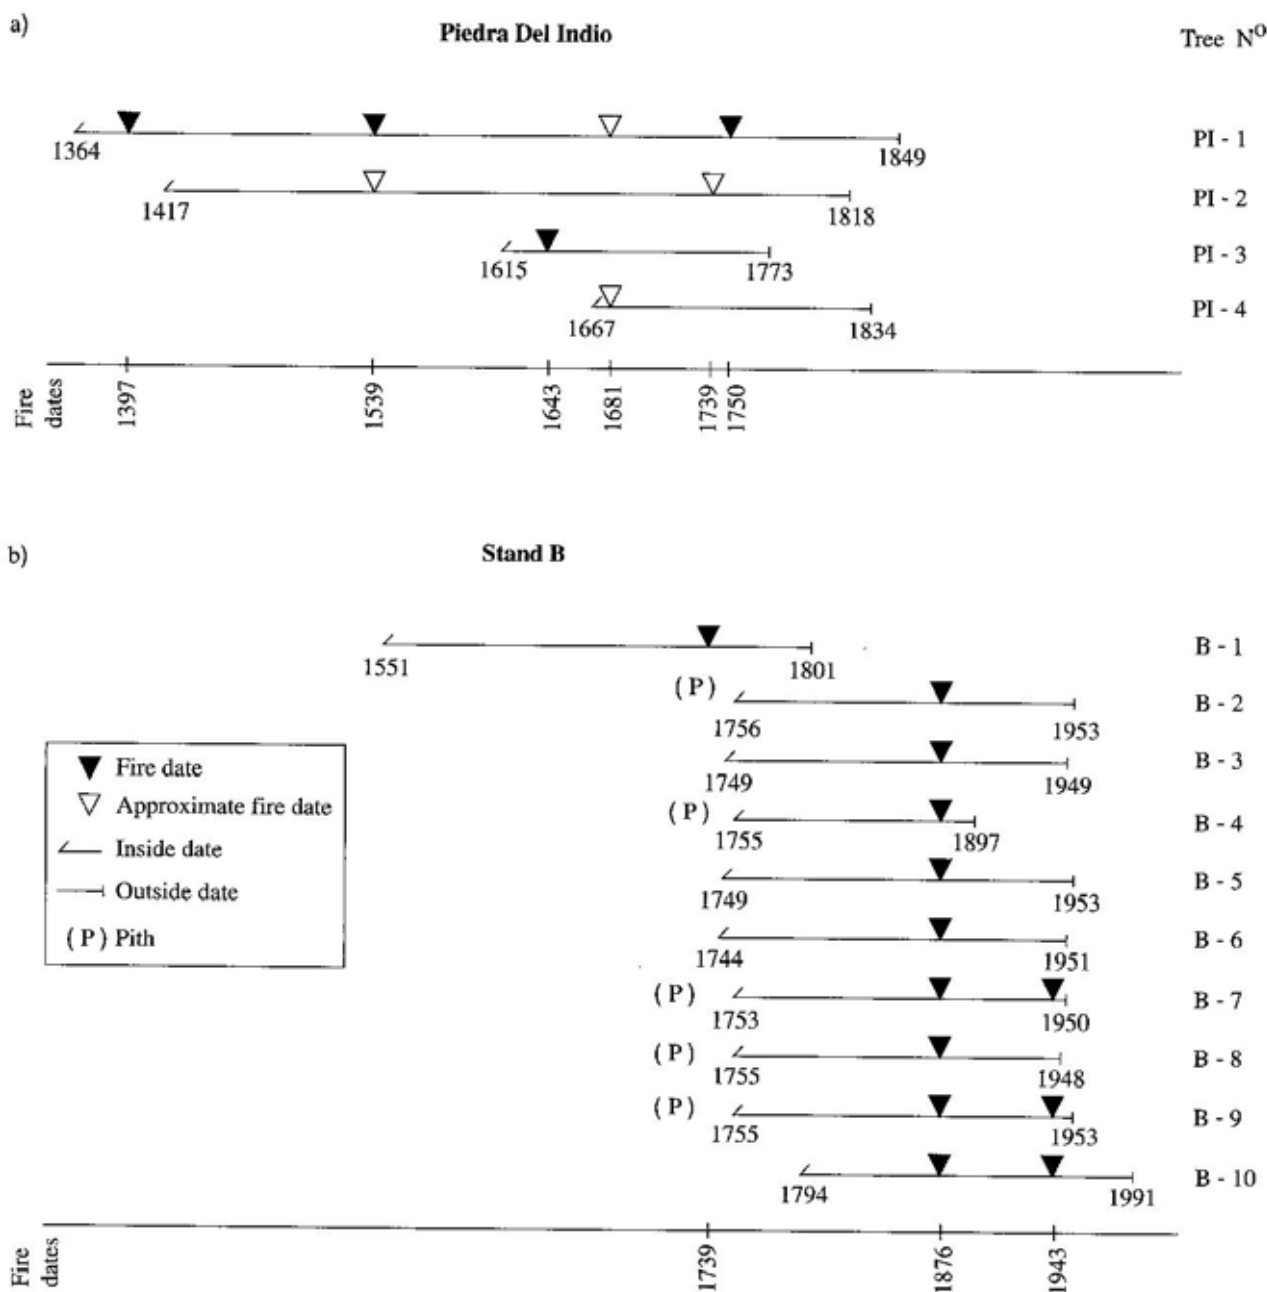 a)
Piedra Del Indio
Tree Nº
1364
1849
PI - 1
1417
1818
PI - 2
1615
1773
PI - 3
1667
1834
PI - 4
Fire dates
1397
1539
1643
1681
1739
1750
b)
Stand B
1551
1801
B - 1
(P)
1756
1953
B - 2
1749
1949
B - 3
(P)
1755
1897
B - 4
1749
1953
B - 5
1744
1951
B - 6
(P)
1753
1950
B - 7
(P)
1755
1948
B - 8
(P)
1755
1953
B - 9
1794
1991
B - 10
Fire date
Approximate fire date
Inside date
Outside date
(P) Pith
Fire dates
1739
1876
1943